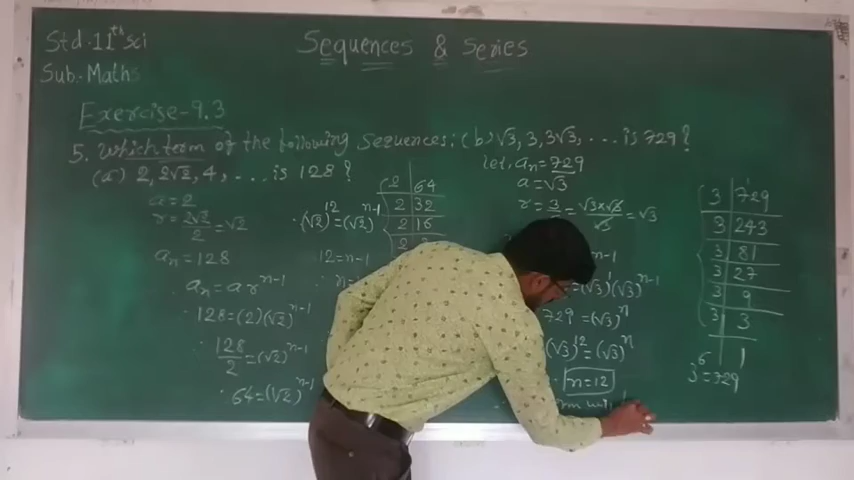 Std.11th sci
Sequences & Series
Sub:-Maths
Exercise-9.3
5. Which term of the following Sequences: (b) √3, 3, 3√3, ... is 729?
(a) 2, 2√2, 4, ... is 128?
a = 2
r = 2√2/2 = √2
an = 128
an = a r^n-1
128 = (2)(√2)^n-1
128/2 = (√2)^n-1
64 = (√2)^n-1
(√2)^12 = (√2)^n-1
12 = n-1
2 | 64
2 | 32
2 | 16
let, an = 729
a = √3
r = 3/√3 = √3×√3/√3 = √3
(√3)^1 (√3)^n-1
729 = (√3)^n
(√3)^12 = (√3)^n
n = 12
3 | 729
3 | 243
3 | 81
3 | 27
3 | 9
3 | 3
1
3^6 = 729